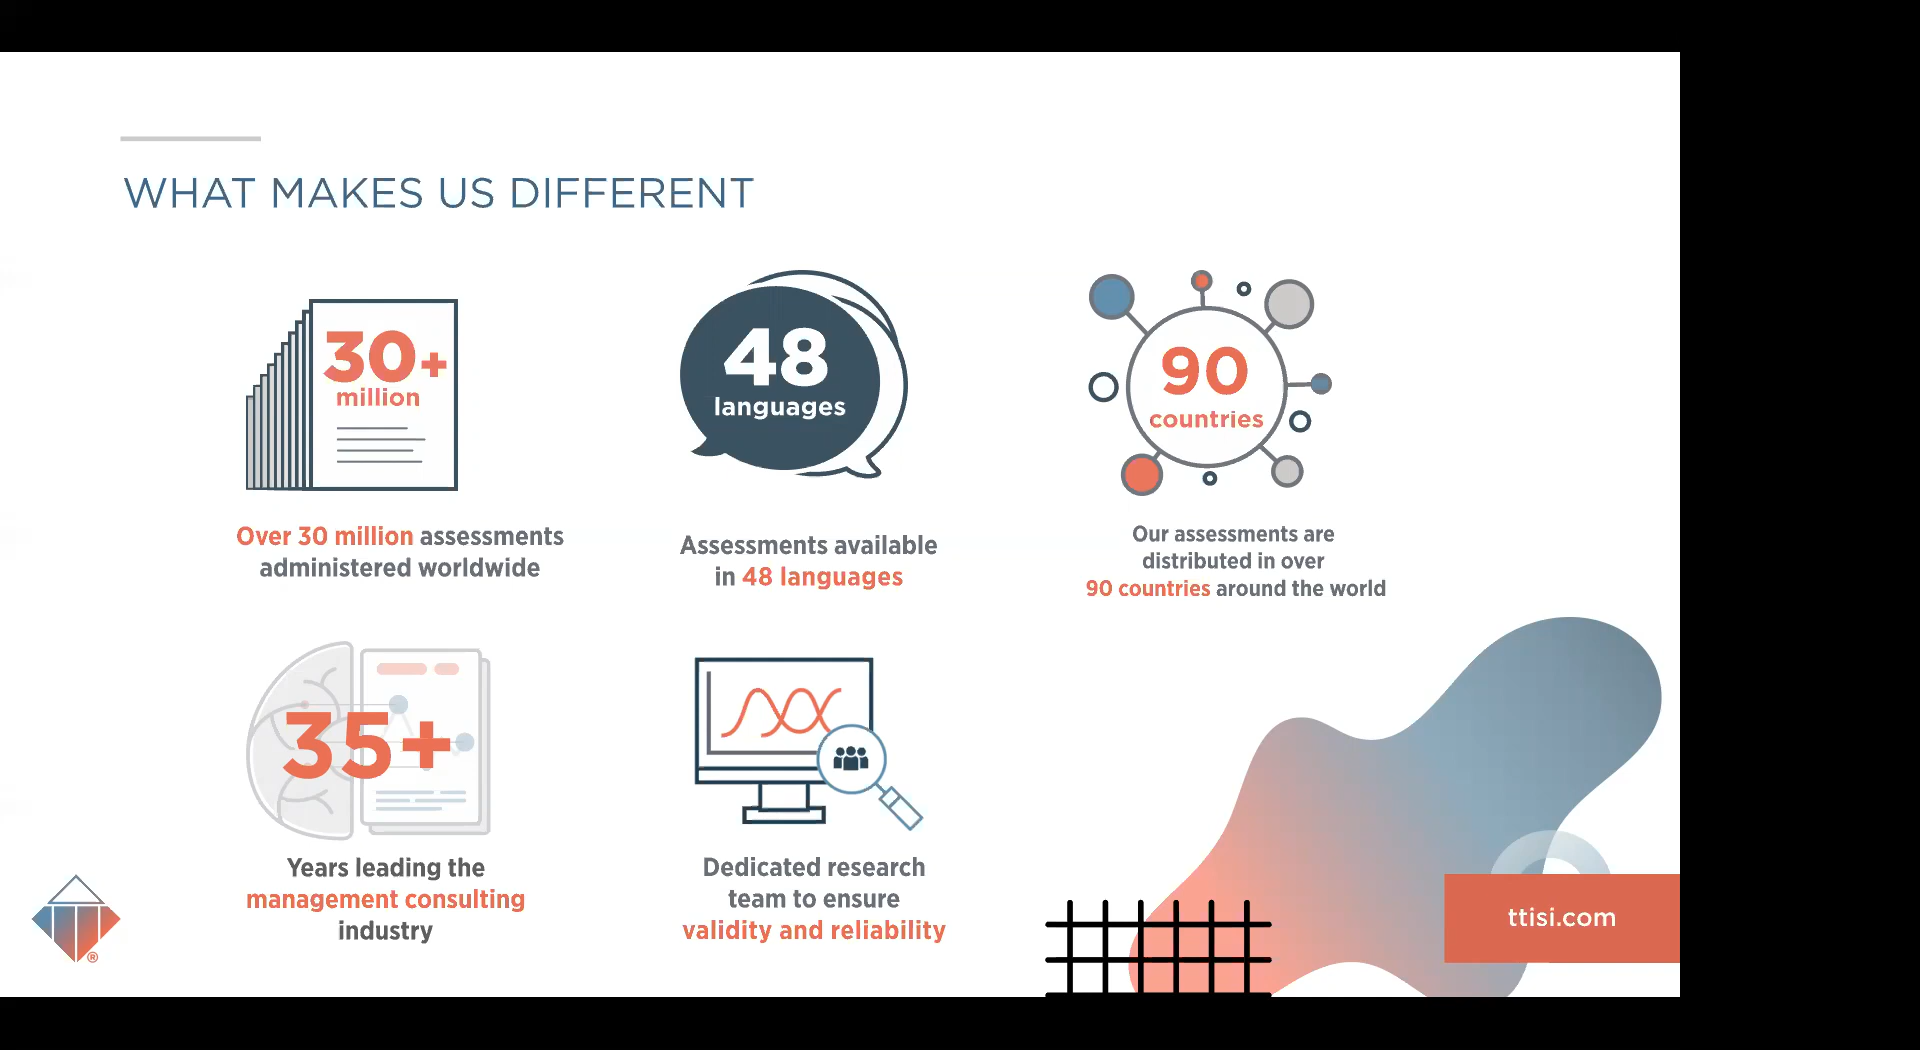 WHAT MAKES US DIFFERENT
30+
million
48
languages
90
countries
Over 30 million assessments
administered worldwide
Assessments available
in 48 languages
Our assessments are
distributed in over
90 countries around the world
35+
Years leading the
management consulting
industry
Dedicated research
team to ensure
validity and reliability
®
ttisi.com